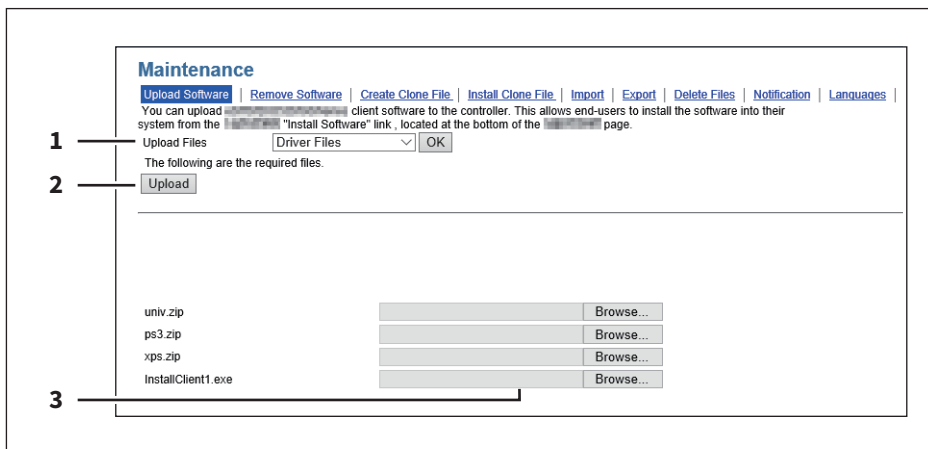 Maintenance
Upload Software | Remove Software | Create Clone File | Install Clone File | Import | Export | Delete Files | Notification | Languages |
You can upload client software to the controller. This allows end-users to install the software into their
system from the "Install Software" link , located at the bottom of the page.
1 Upload Files Driver Files OK
The following are the required files.
2 Upload
univ.zip Browse...
ps3.zip Browse...
xps.zip Browse...
InstallClient1.exe Browse...
3